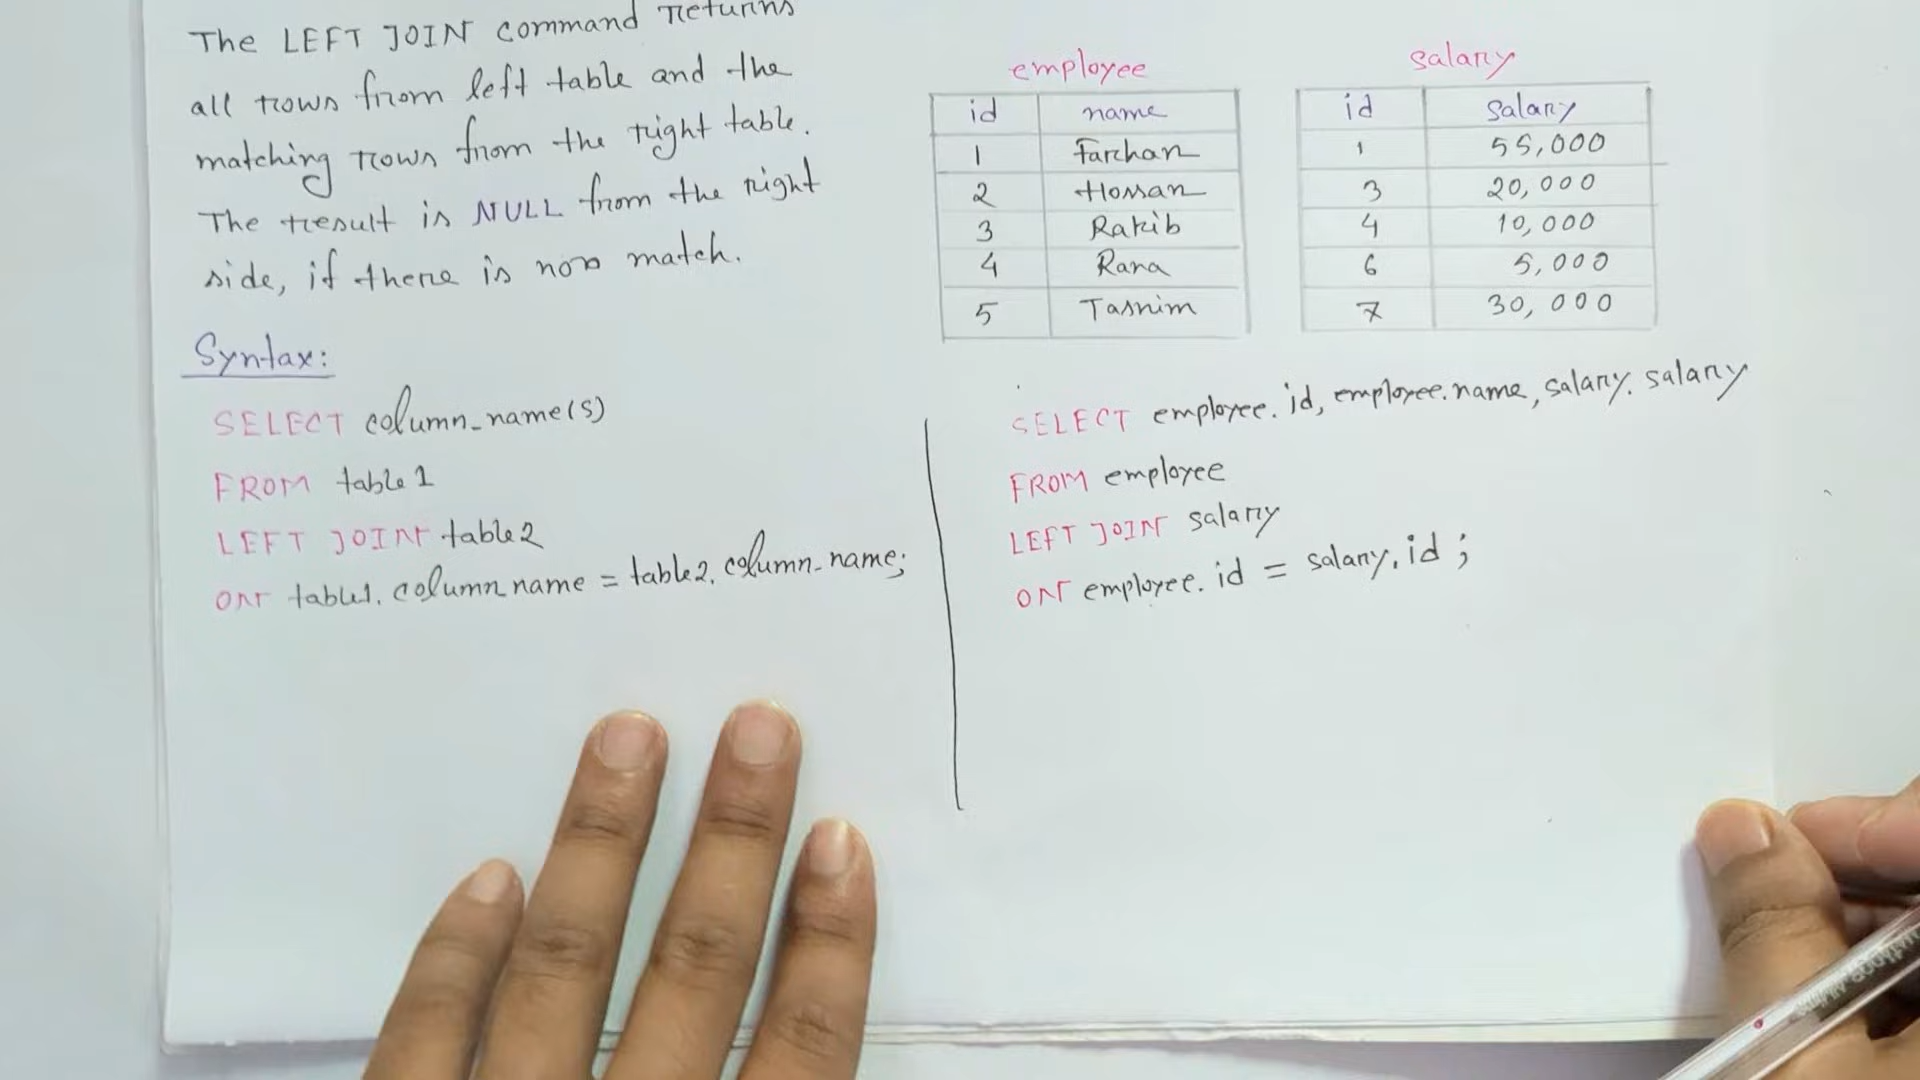 The LEFT JOIN command returns
all rows from left table and the
matching rows from the right table.
The result is NULL from the right
side, if there is no match.
Syntax:
SELECT column_name(s)
FROM table1
LEFT JOIN table2
ON table1.column_name = table2.column_name;
employee
id name
1 Farhan
2 Hossan
3 Rakib
4 Rana
5 Tasnim
salary
id salary
1 55,000
3 20,000
4 10,000
6 5,000
7 30,000
SELECT employee.id, employee.name, salary.salary
FROM employee
LEFT JOIN salary
ON employee.id = salary.id;